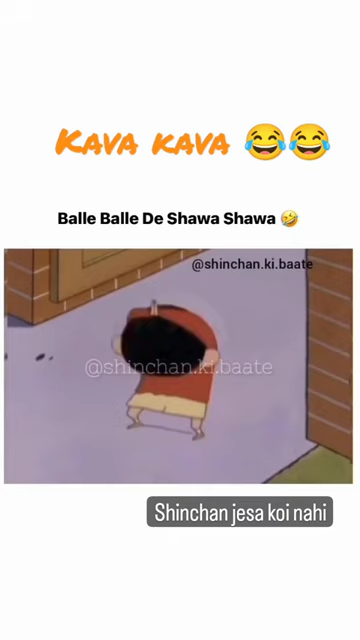 Kava kava 😂😂
Balle Balle De Shawa Shawa 🤣
@shinchan.ki.baate
@shinchan.ki.baate
Shinchan jesa koi nahi